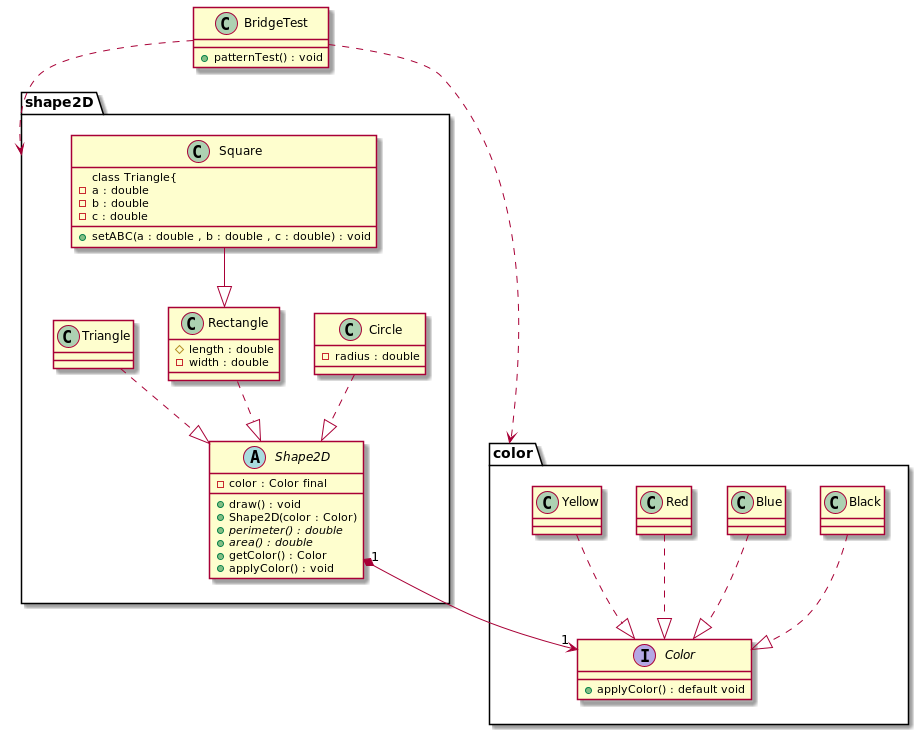 C BridgeTest
patternTest() : void
shape2D
C Square
class Triangle{
a : double
b : double
c : double
setABC(a : double , b : double , c : double) : void
C Triangle
C Rectangle
length : double
width : double
C Circle
radius : double
A Shape2D
color : Color final
draw() : void
Shape2D(color : Color)
perimeter() : double
area() : double
getColor() : Color
applyColor() : void
1
1
color
C Yellow
C Red
C Blue
C Black
I Color
applyColor() : default void